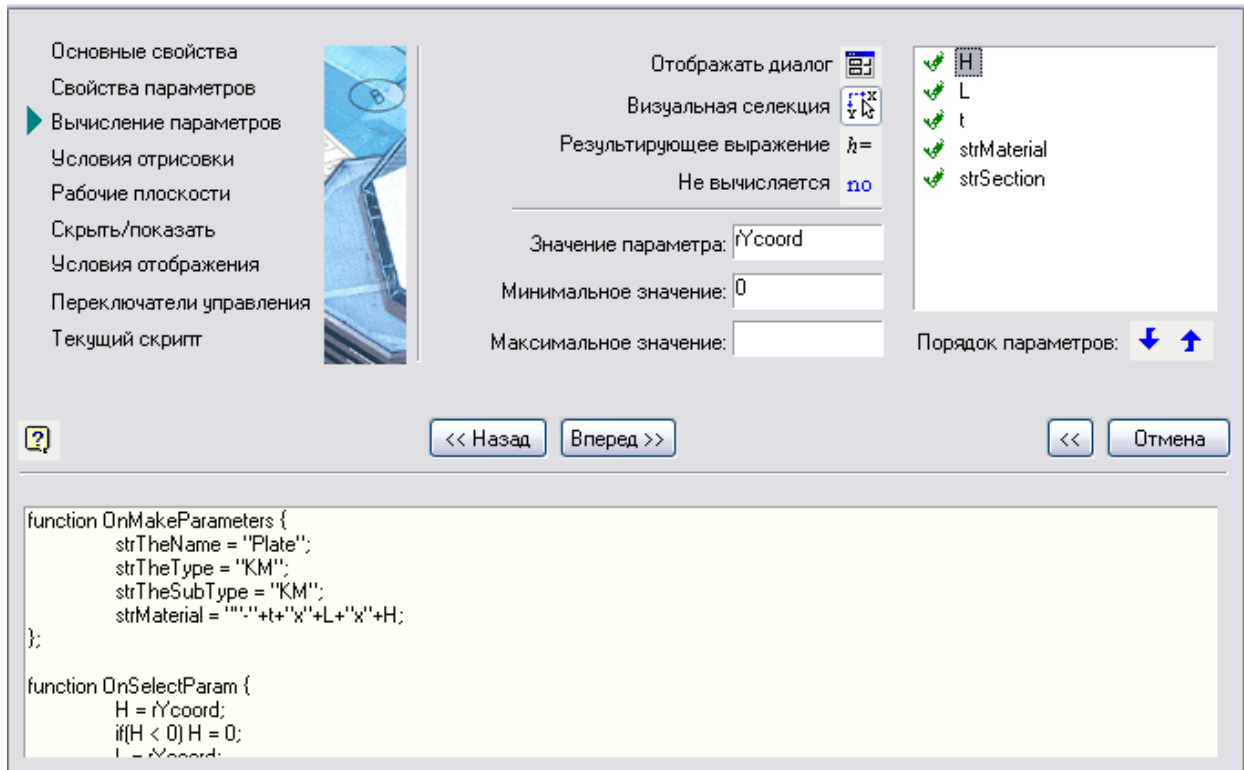 Основные свойства
Свойства параметров
Вычисление параметров
Условия отрисовки
Рабочие плоскости
Скрыть/показать
Условия отображения
Переключатели управления
Текущий скрипт
Отображать диалог
Визуальная селекция
Результирующее выражение h=
Не вычисляется no
Значение параметра: rYcoord
Минимальное значение: 0
Максимальное значение:
H
L
t
strMaterial
strSection
Порядок параметров:
<< Назад
Вперед >>
<<
Отмена
function OnMakeParameters {
strTheName = "Plate";
strTheType = "KM";
strTheSubType = "KM";
strMaterial = ""-"+t+"x"+L+"x"+H;
};
function OnSelectParam {
H = rYcoord;
if(H < 0) H = 0;
L = rYcoord;